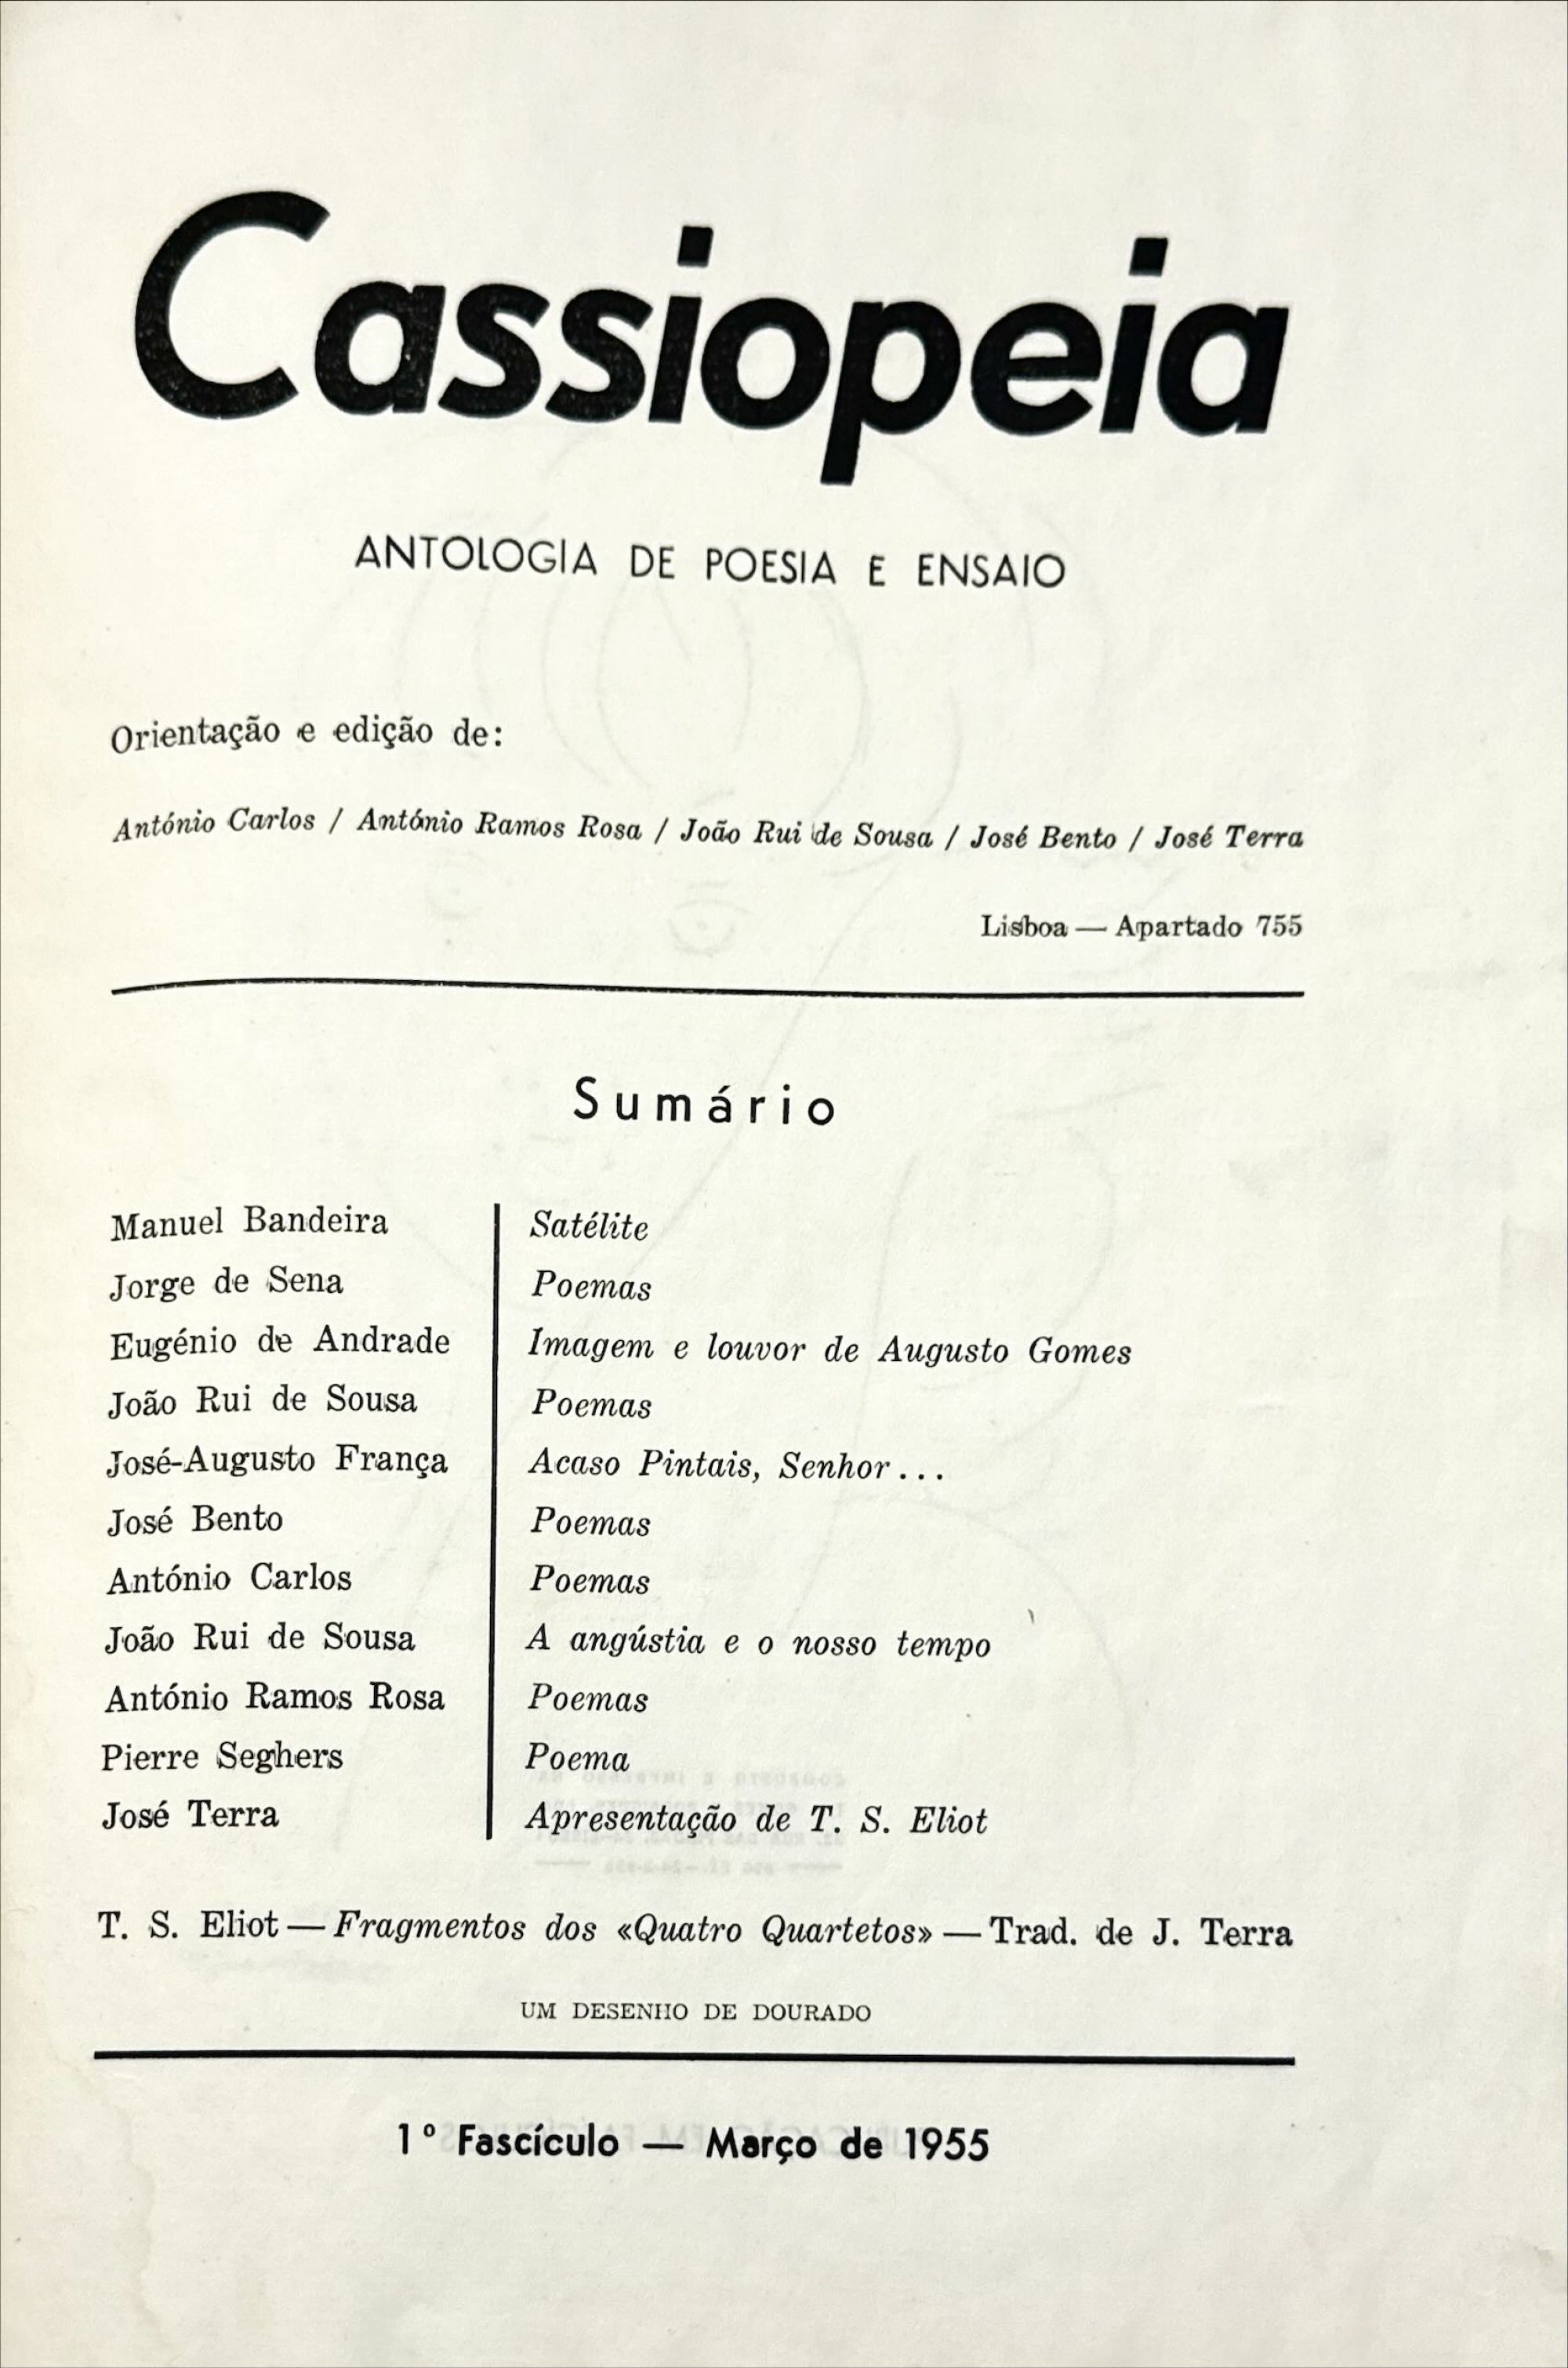 Cassiopeia
ANTOLOGIA DE POESIA E ENSAIO
Orientação e edição de:
António Carlos / António Ramos Rosa / João Rui de Sousa / José Bento / José Terra
Lisboa — Apartado 755
Sumário
Manuel Bandeira Satélite
Jorge de Sena Poemas
Eugénio de Andrade Imagem e louvor de Augusto Gomes
João Rui de Sousa Poemas
José-Augusto França Acaso Pintais, Senhor...
José Bento Poemas
António Carlos Poemas
João Rui de Sousa A angústia e o nosso tempo
António Ramos Rosa Poemas
Pierre Seghers Poema
José Terra Apresentação de T. S. Eliot
T. S. Eliot — Fragmentos dos «Quatro Quartetos» — Trad. de J. Terra
UM DESENHO DE DOURADO
1º Fascículo — Março de 1955